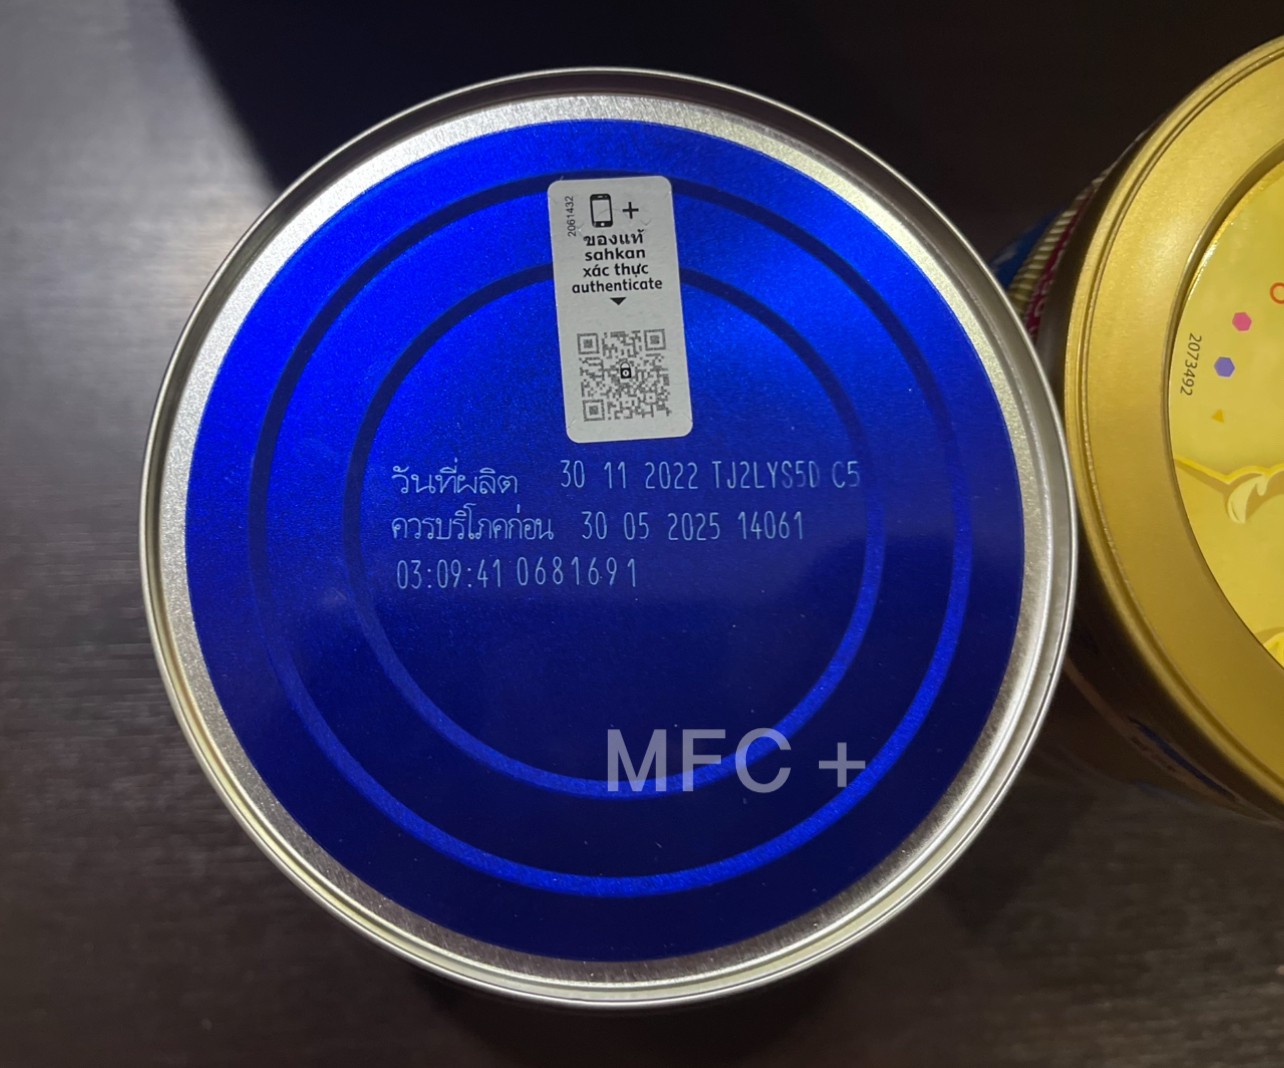 2061432
+
ของแท้
sahkan
xác thực
authenticate
วันที่ผลิต 30 11 2022 TJ2LYS5D C5
ควรบริโภคก่อน 30 05 2025 14061
03:09:41 0681691
MFC +
2073492